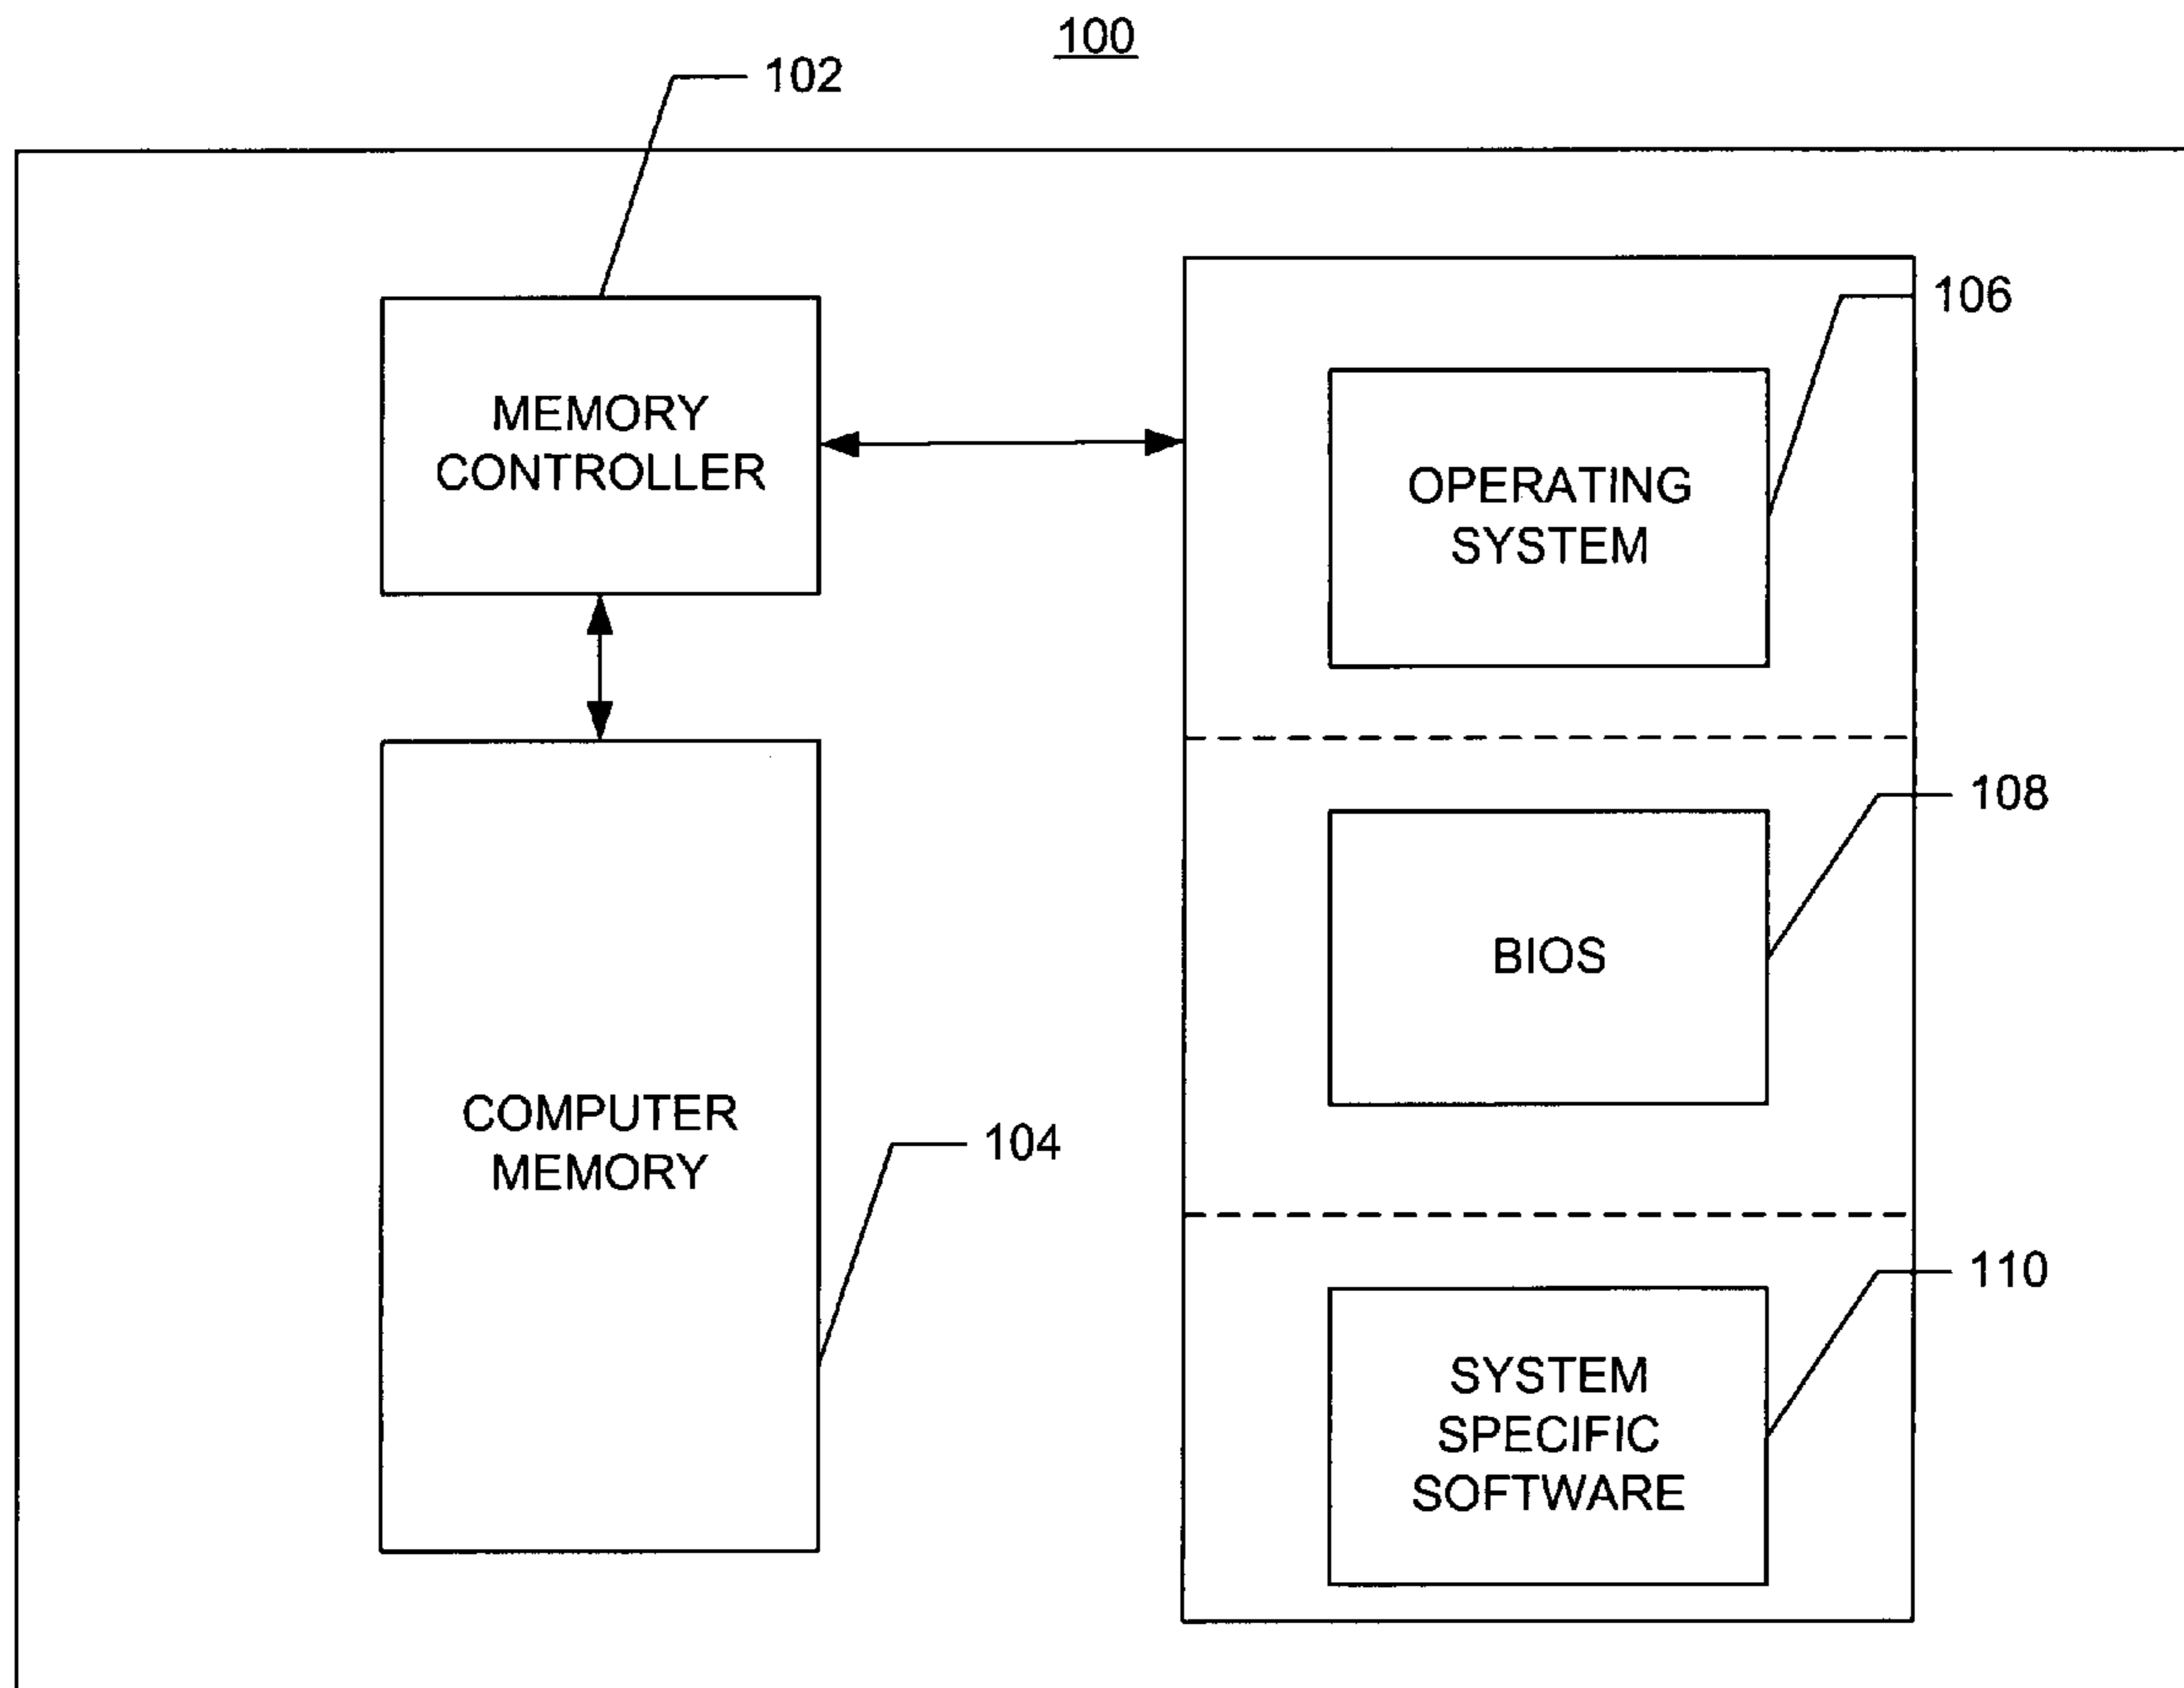 100
102
MEMORY
CONTROLLER
106
OPERATING
SYSTEM
108
BIOS
COMPUTER
MEMORY
104
110
SYSTEM
SPECIFIC
SOFTWARE